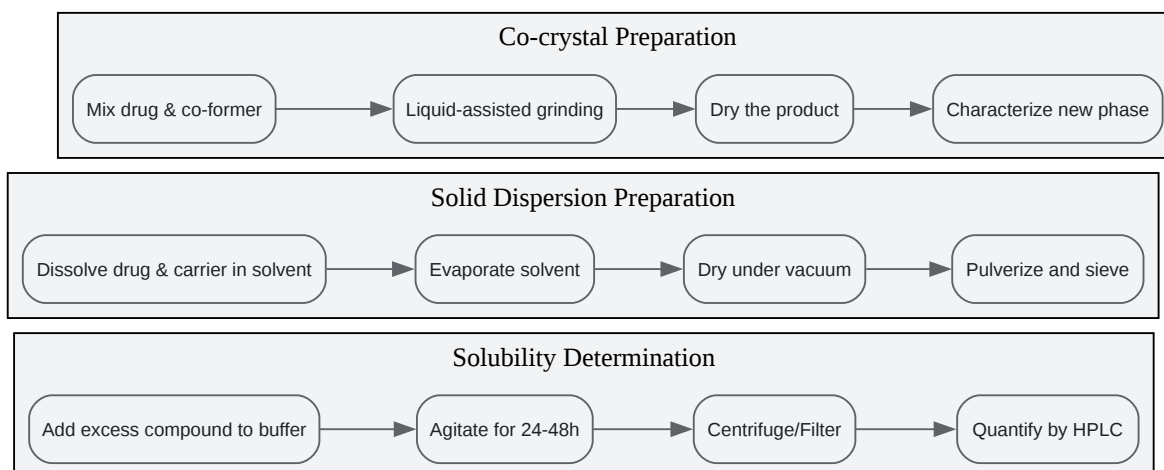 Co-crystal Preparation
Mix drug & co-former
Liquid-assisted grinding
Dry the product
Characterize new phase
Solid Dispersion Preparation
Dissolve drug & carrier in solvent
Evaporate solvent
Dry under vacuum
Pulverize and sieve
Solubility Determination
Add excess compound to buffer
Agitate for 24-48h
Centrifuge/Filter
Quantify by HPLC